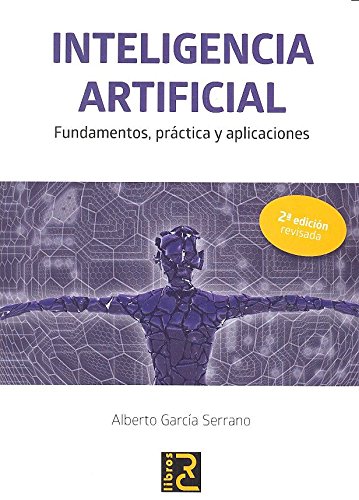 INTELIGENCIA
ARTIFICIAL
Fundamentos, práctica y aplicaciones
2ª edición
revisada
Alberto García Serrano
libros
RC